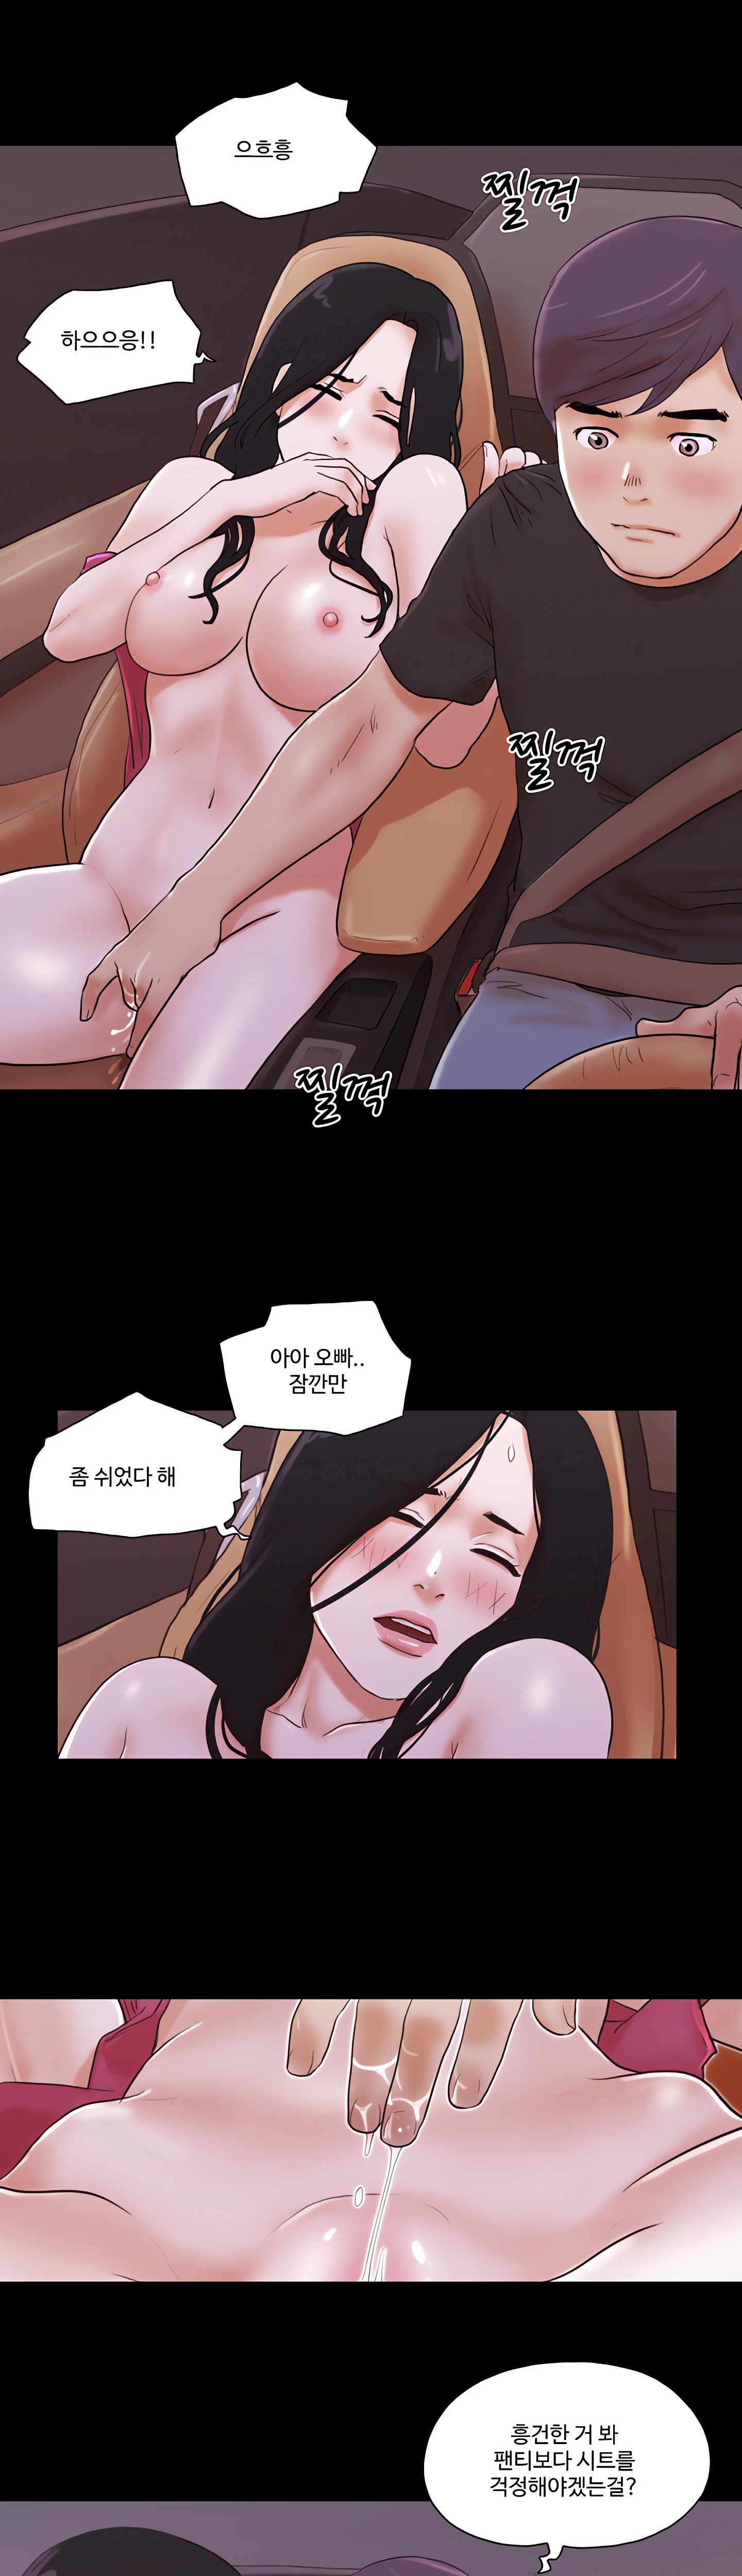 으흐흥
찔꺽
하으으응!!
찔꺽
찔꺽
아아 오빠..
잠깐만
좀 쉬었다 해
흥건한 거 봐
팬티보다 시트를
걱정해야겠는걸?